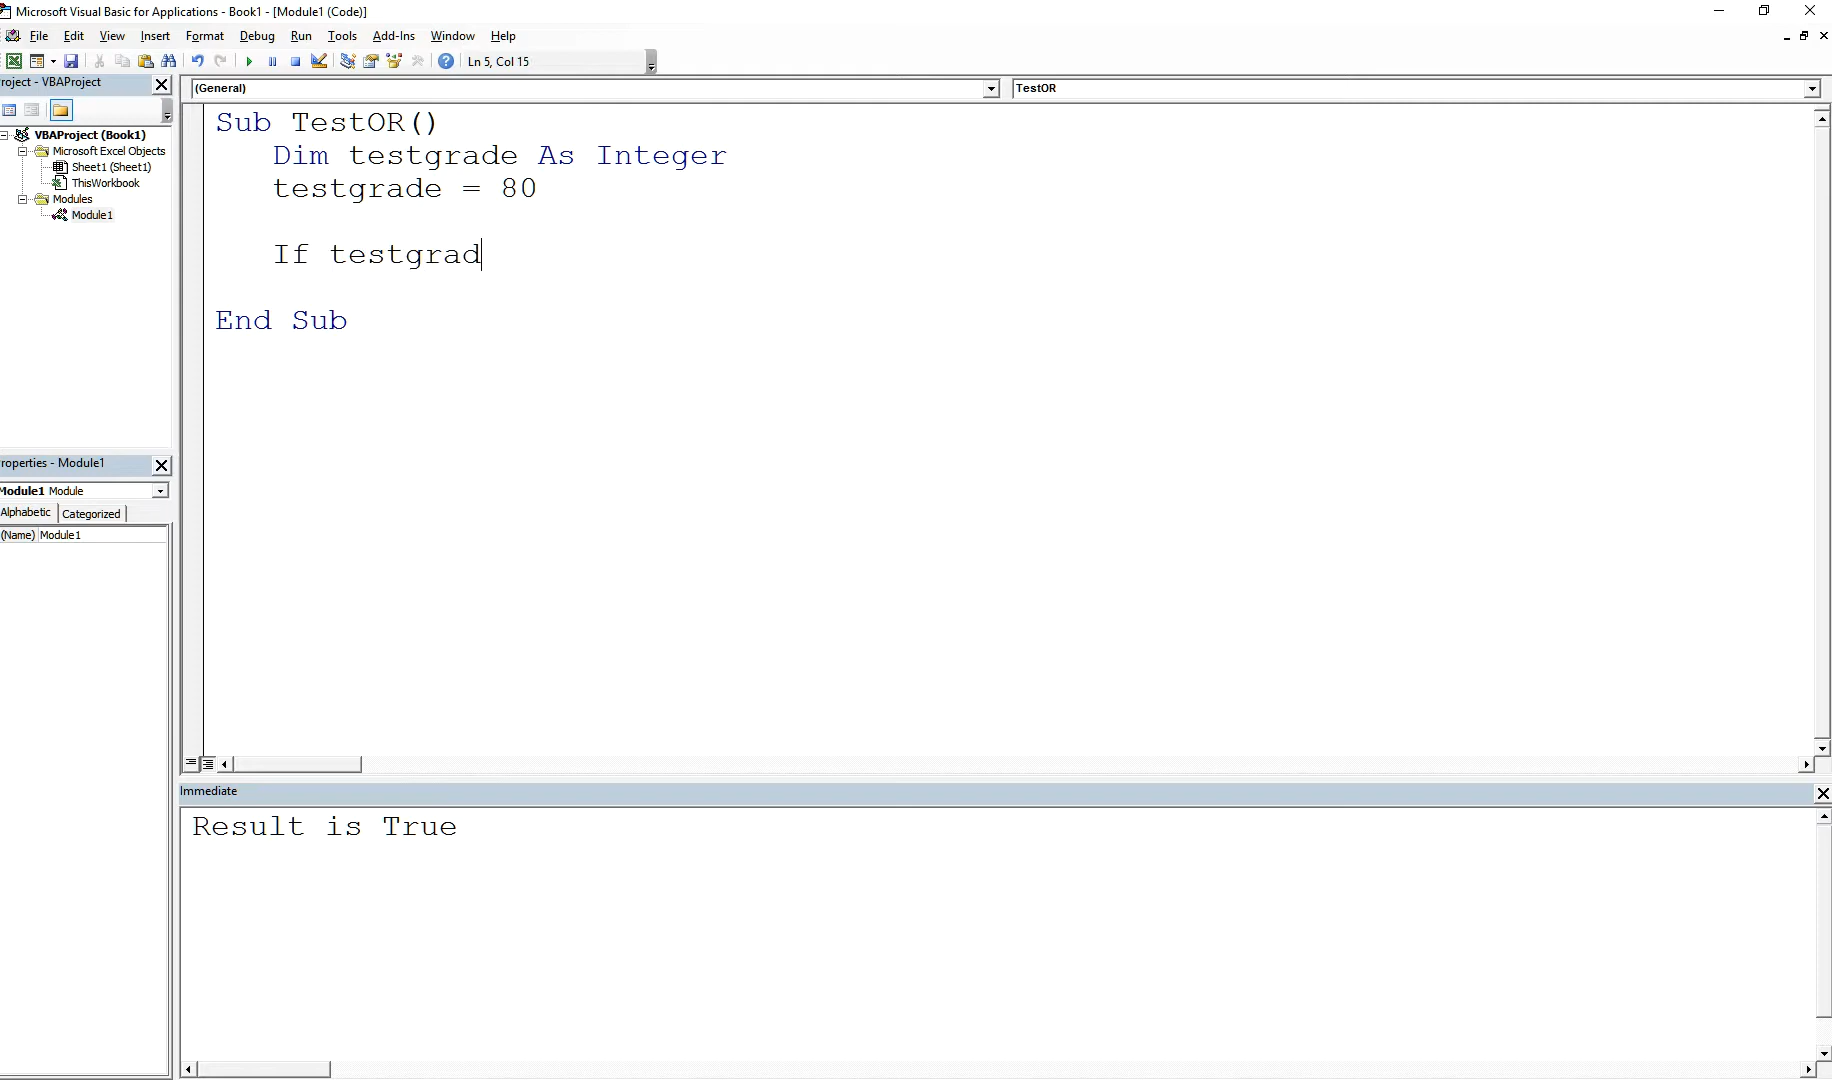 Microsoft Visual Basic for Applications - Book1 - [Module1 (Code)]
File Edit View Insert Format Debug Run Tools Add-Ins Window Help
Ln 5, Col 15
roject - VBAProject
(General)
TestOR
VBAProject (Book1)
Microsoft Excel Objects
Sheet1 (Sheet1)
ThisWorkbook
Modules
Module1
Sub TestOR()
Dim testgrade As Integer
testgrade = 80
If testgrad
End Sub
roperties - Module1
Module1 Module
Alphabetic Categorized
(Name) Module1
Immediate
Result is True